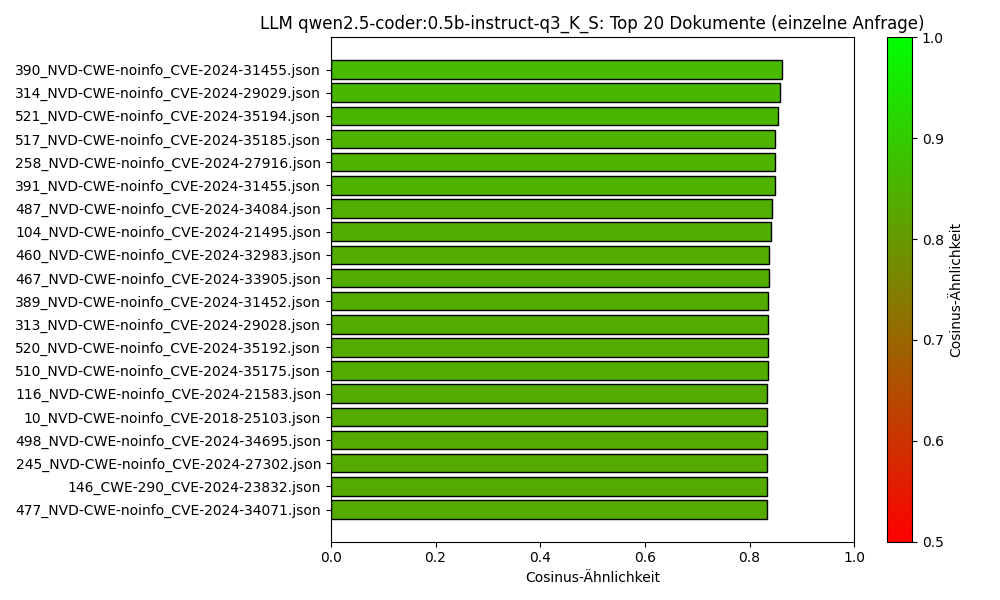 LLM qwen2.5-coder:0.5b-instruct-q3_K_S: Top 20 Dokumente (einzelne Anfrage)
390_NVD-CWE-noinfo_CVE-2024-31455.json
314_NVD-CWE-noinfo_CVE-2024-29029.json
521_NVD-CWE-noinfo_CVE-2024-35194.json
517_NVD-CWE-noinfo_CVE-2024-35185.json
258_NVD-CWE-noinfo_CVE-2024-27916.json
391_NVD-CWE-noinfo_CVE-2024-31455.json
487_NVD-CWE-noinfo_CVE-2024-34084.json
104_NVD-CWE-noinfo_CVE-2024-21495.json
460_NVD-CWE-noinfo_CVE-2024-32983.json
467_NVD-CWE-noinfo_CVE-2024-33905.json
389_NVD-CWE-noinfo_CVE-2024-31452.json
313_NVD-CWE-noinfo_CVE-2024-29028.json
520_NVD-CWE-noinfo_CVE-2024-35192.json
510_NVD-CWE-noinfo_CVE-2024-35175.json
116_NVD-CWE-noinfo_CVE-2024-21583.json
10_NVD-CWE-noinfo_CVE-2018-25103.json
498_NVD-CWE-noinfo_CVE-2024-34695.json
245_NVD-CWE-noinfo_CVE-2024-27302.json
146_CWE-290_CVE-2024-23832.json
477_NVD-CWE-noinfo_CVE-2024-34071.json
0.0 0.2 0.4 0.6 0.8 1.0
Cosinus-Ähnlichkeit
1.0
0.9
0.8
0.7
0.6
0.5
Cosinus-Ähnlichkeit